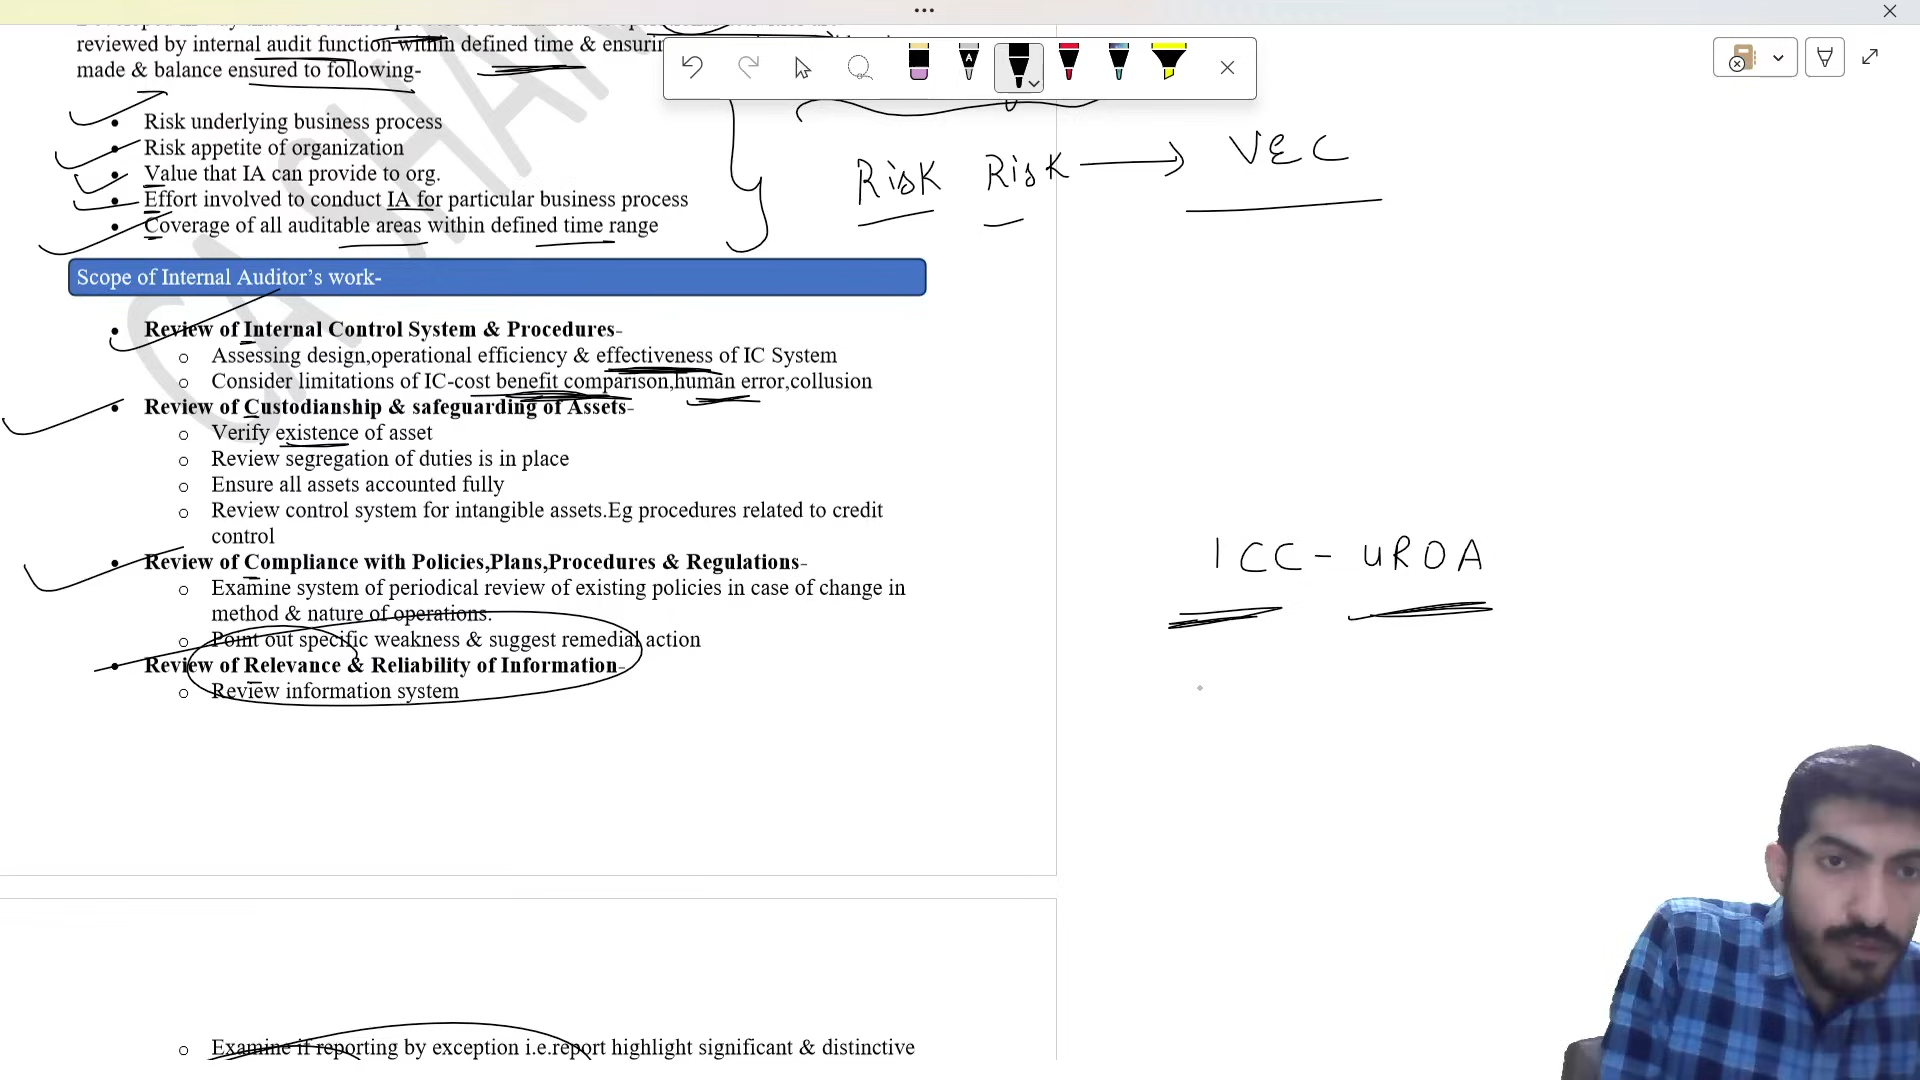 reviewed by internal audit function within defined time & ensuri
made & balance ensured to following-
• Risk underlying business process
• Risk appetite of organization
• Value that IA can provide to org.
• Effort involved to conduct IA for particular business process
• Coverage of all auditable areas within defined time range
Risk Risk → VEC
Scope of Internal Auditor’s work-
• Review of Internal Control System & Procedures-
o Assessing design,operational efficiency & effectiveness of IC System
o Consider limitations of IC-cost benefit comparison,human error,collusion
• Review of Custodianship & safeguarding of Assets-
o Verify existence of asset
o Review segregation of duties is in place
o Ensure all assets accounted fully
o Review control system for intangible assets.Eg procedures related to credit
control
• Review of Compliance with Policies,Plans,Procedures & Regulations-
o Examine system of periodical review of existing policies in case of change in
method & nature of operations.
o Point out specific weakness & suggest remedial action
ICC - UROA
• Review of Relevance & Reliability of Information-
o Review information system
o Examine if reporting by exception i.e.report highlight significant & distinctive
CA SHAN